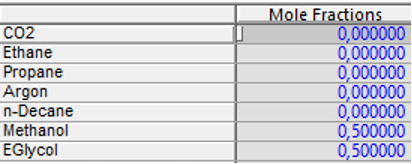 Mole Fractions
CO2 0,000000
Ethane 0,000000
Propane 0,000000
Argon 0,000000
n-Decane 0,000000
Methanol 0,500000
EGlycol 0,500000